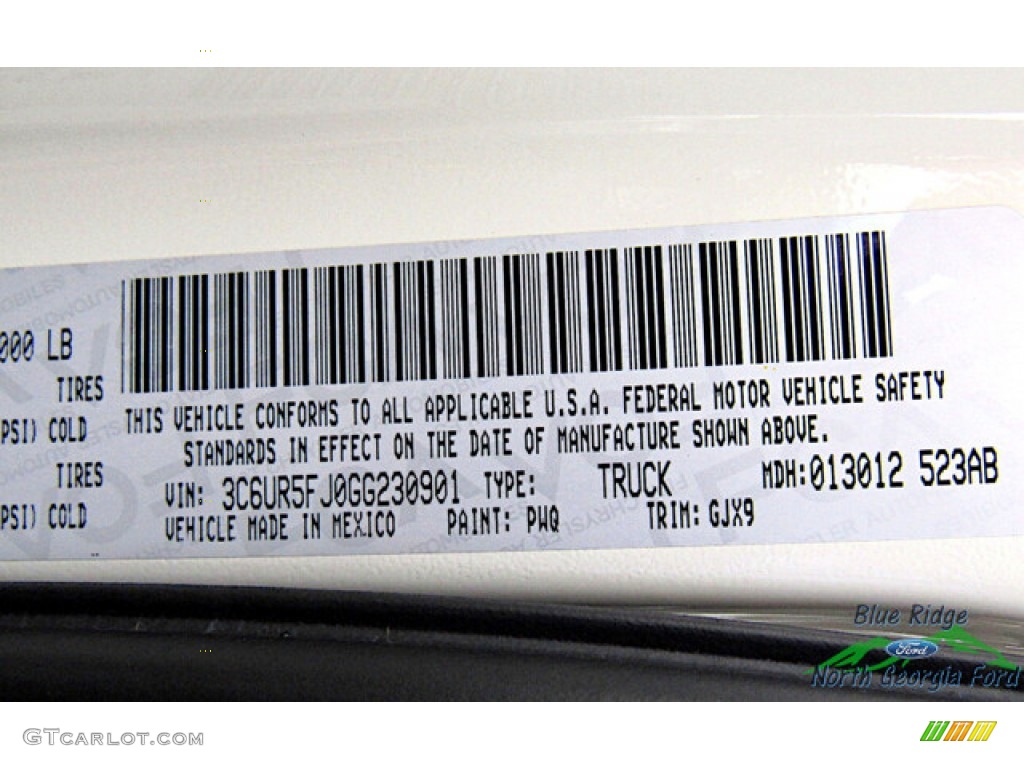 000 LB
TIRES
THIS VEHICLE CONFORMS TO ALL APPLICABLE U.S.A. FEDERAL MOTOR VEHICLE SAFETY
PSI) COLD
STANDARDS IN EFFECT ON THE DATE OF MANUFACTURE SHOWN ABOVE.
TIRES
VIN: 3C6UR5FJ0GG230901 TYPE: TRUCK MDH:013012 523AB
PSI) COLD
VEHICLE MADE IN MEXICO PAINT: PWQ TRIM: GJX9
Blue Ridge
Ford
North Georgia Ford
GTCARLOT.COM